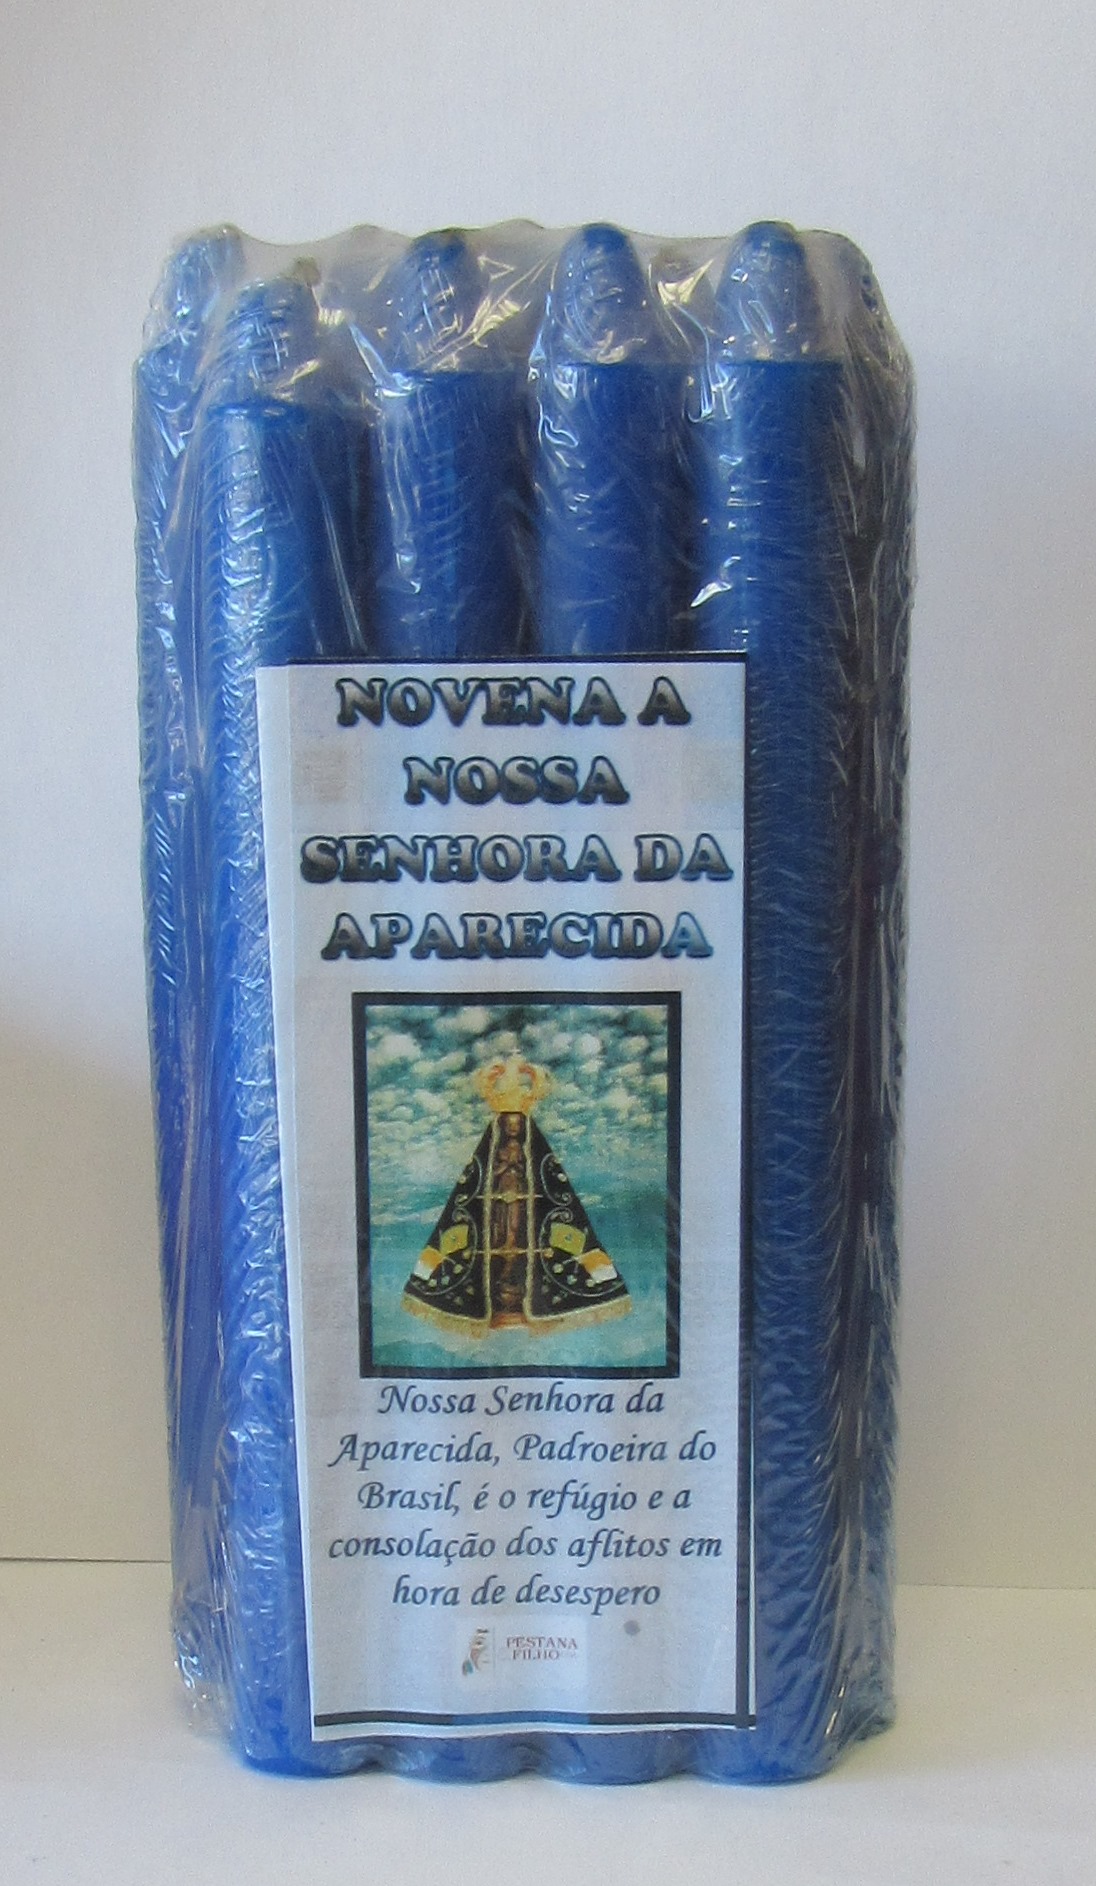 NOVENA A
NOSSA
SENHORA DA
APARECIDA
Nossa Senhora da
Aparecida, Padroeira do
Brasil, é o refúgio e a
consolação dos aflitos em
hora de desespero
PESTANA
FILHO